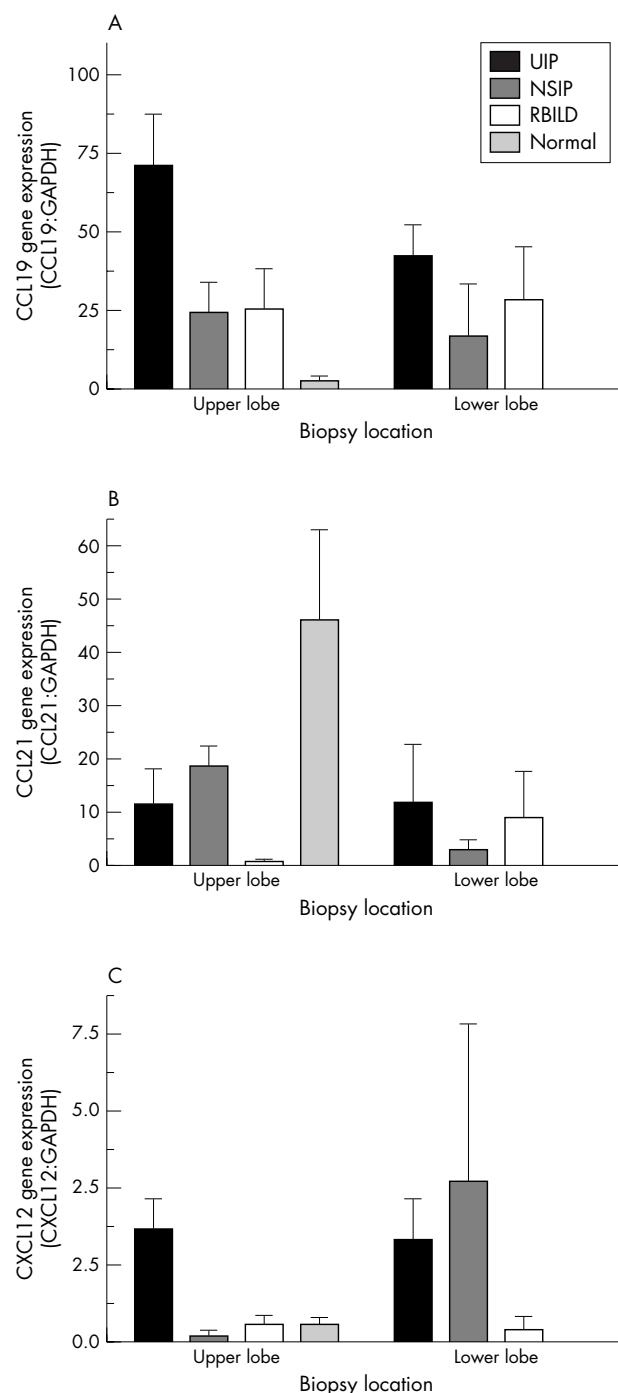 A
UIP
NSIP
RBILD
Normal
CCL19 gene expression
(CCL19:GAPDH)
100
75
50
25
0
Upper lobe
Lower lobe
Biopsy location
B
CCL21 gene expression
(CCL21:GAPDH)
60
50
40
30
20
10
0
Upper lobe
Lower lobe
Biopsy location
C
CXCL12 gene expression
(CXCL12:GAPDH)
7.5
5.0
2.5
2.5
0.0
Upper lobe
Lower lobe
Biopsy location